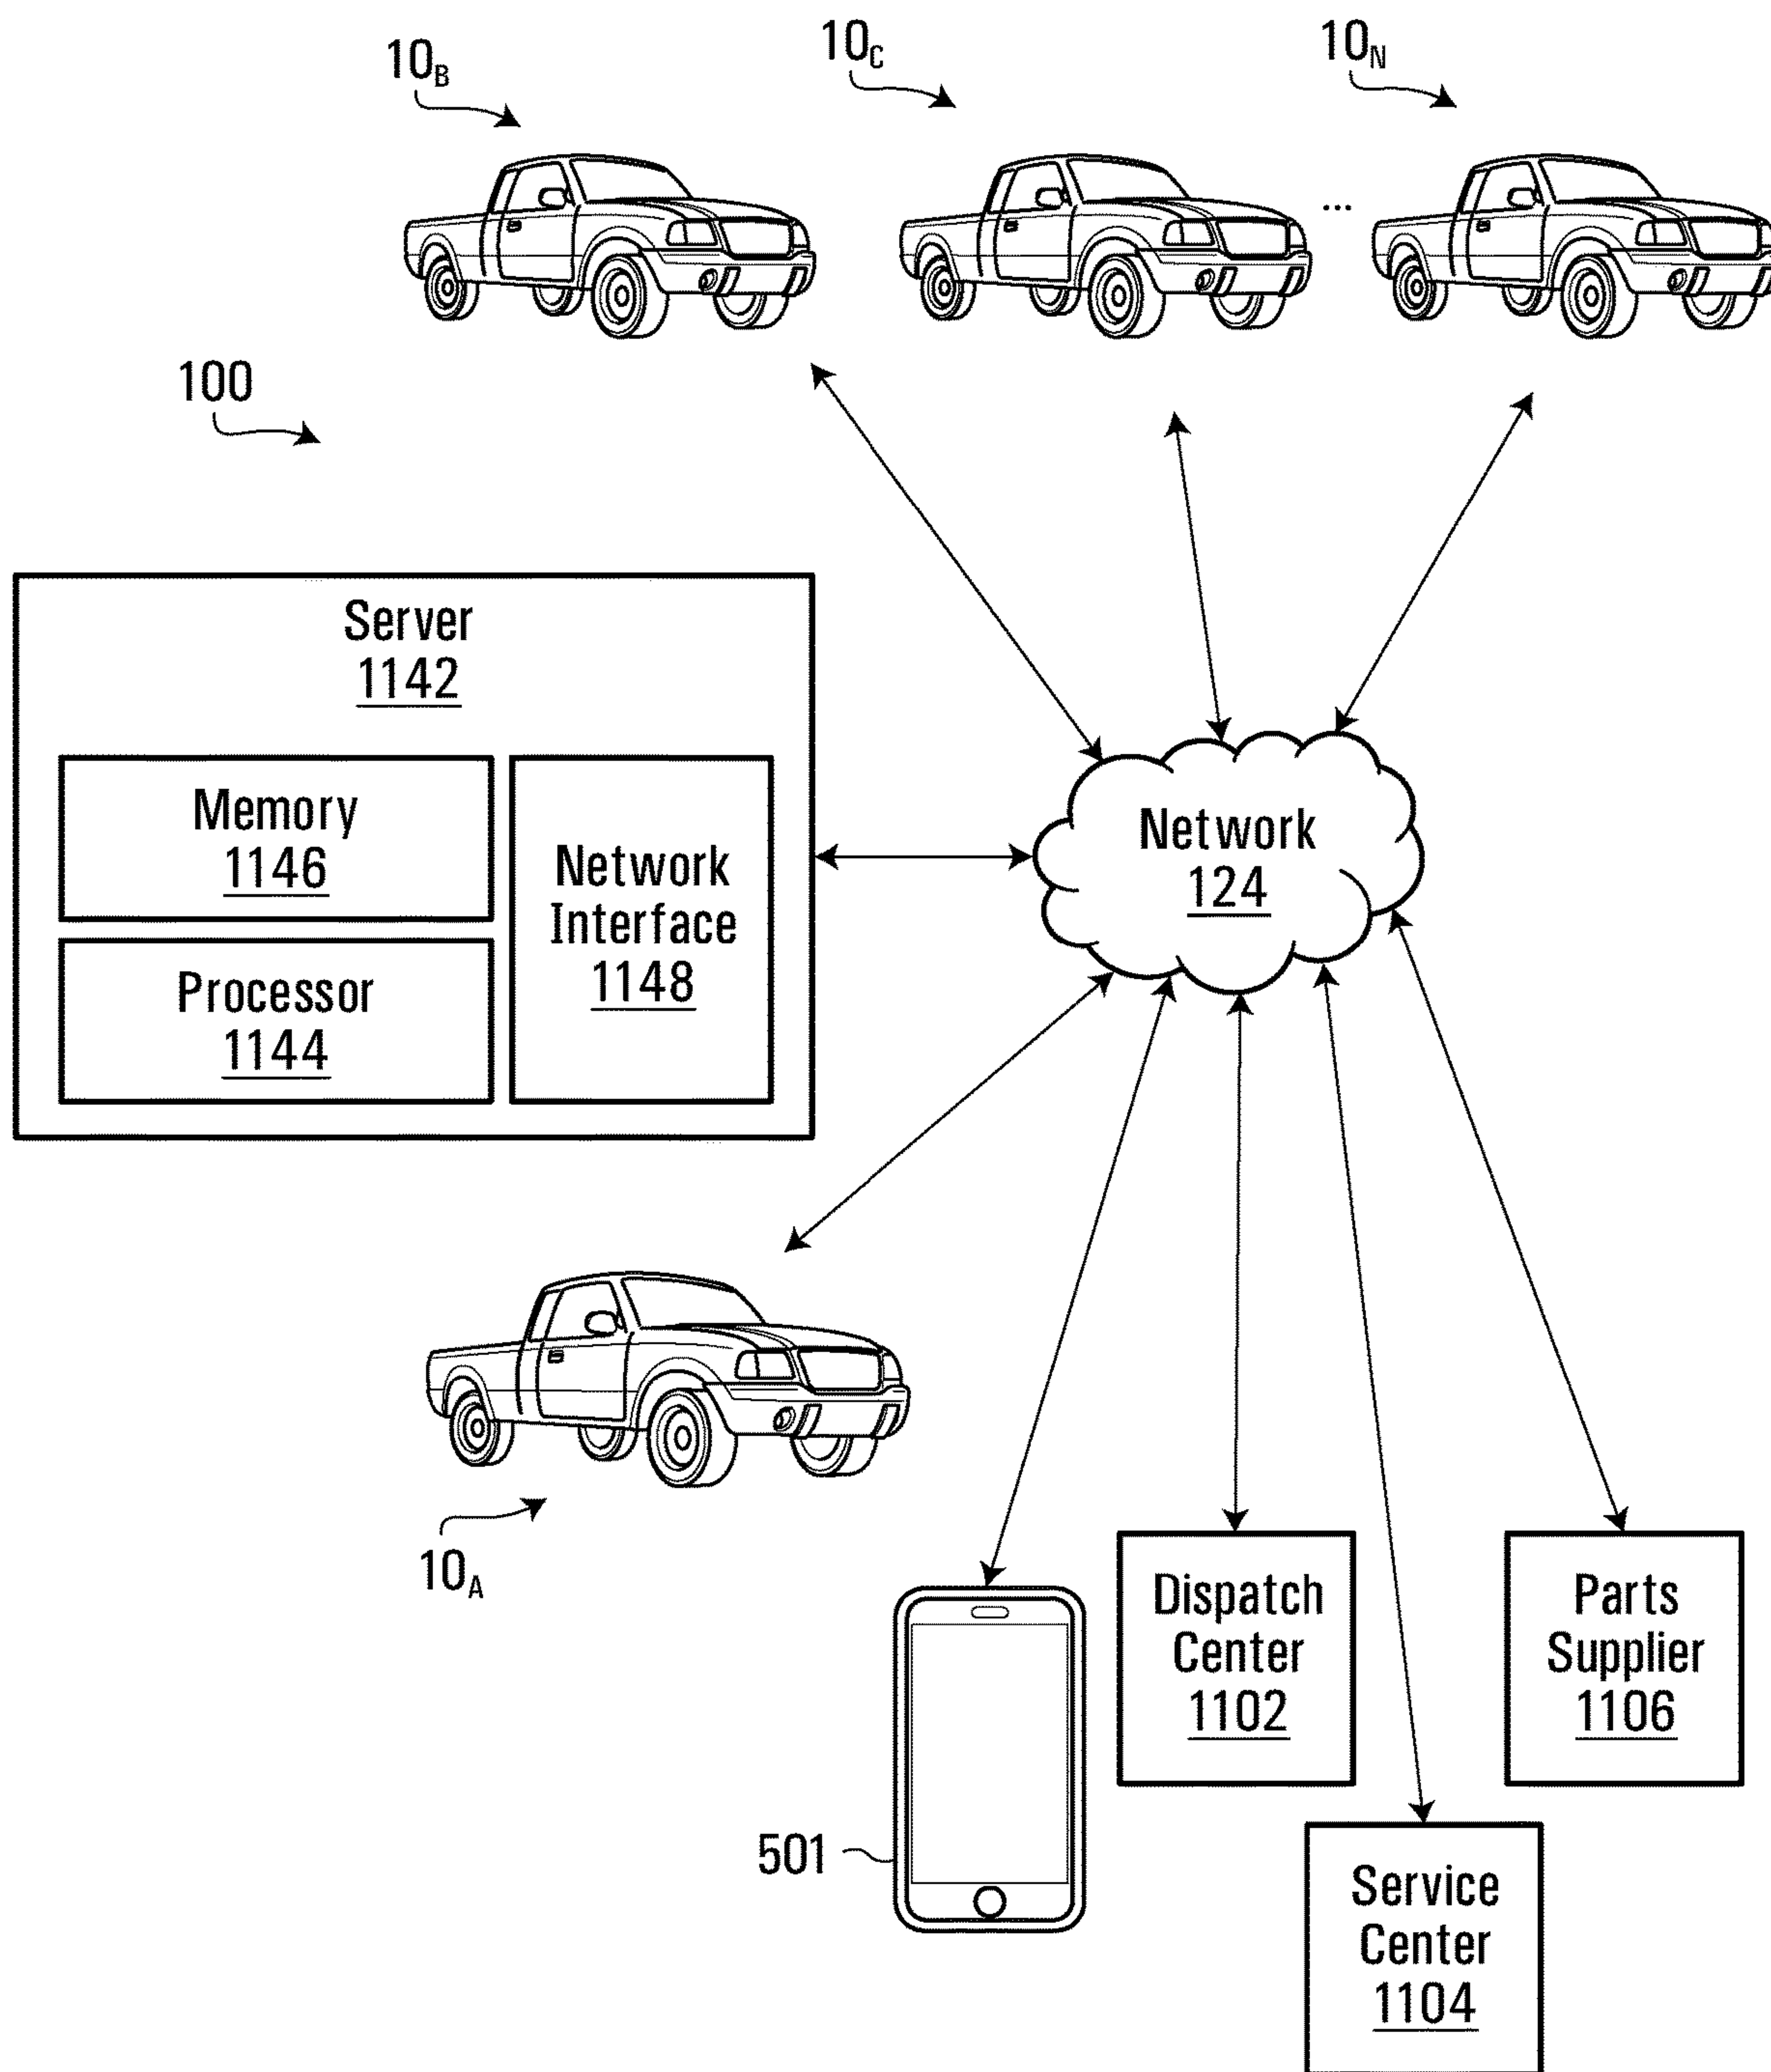 10B
10C
10N
...
100
Server
1142
Memory
1146
Network
Interface
1148
Processor
1144
Network
124
10A
Dispatch
Center
1102
Parts
Supplier
1106
501
Service
Center
1104